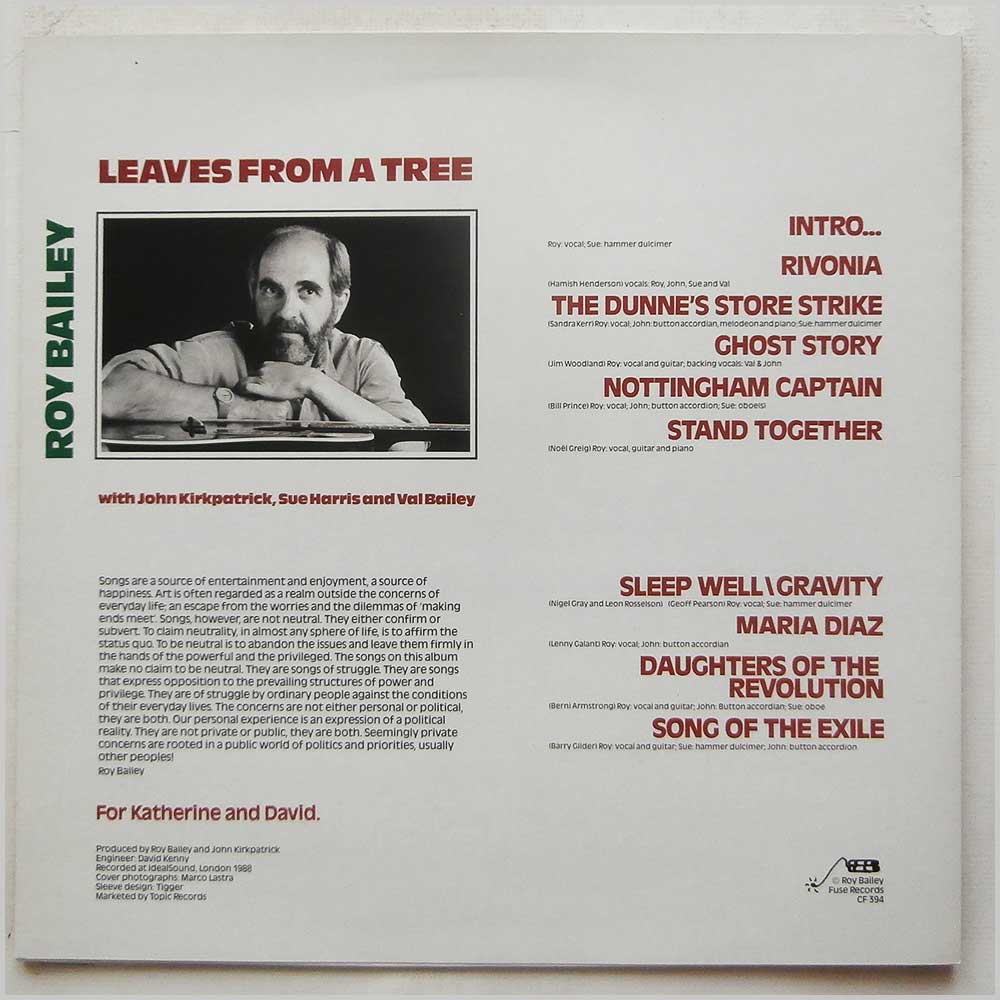 LEAVES FROM A TREE
ROY BAILEY
with John Kirkpatrick, Sue Harris and Val Bailey
Songs are a source of entertainment and enjoyment, a source of
happiness. Art is often regarded as a realm outside the concerns of
everyday life; an escape from the worries and the dilemmas of 'making
ends meet'. Songs, however, are not neutral. They either confirm or
subvert. To claim neutrality, in almost any sphere of life, is to affirm the
status quo. To be neutral is to abandon the issues and leave them firmly in
the hands of the powerful and the privileged. The songs on this album
make no claim to be neutral. They are songs of struggle. They are songs
that express opposition to the prevailing structures of power and
privilege. They are of struggle by ordinary people against the conditions
of their everyday lives. The concerns are not either personal or political,
they are both. Our personal experience is an expression of a political
reality. They are not private or public, they are both. Seemingly private
concerns are rooted in a public world of politics and priorities, usually
other peoples!
Roy Bailey
For Katherine and David.
Produced by Roy Bailey and John Kirkpatrick
Engineer: David Kenny
Recorded at IdealSound, London 1988
Cover photographs: Marco Lastra
Sleeve design: Tigger
Marketed by Topic Records
INTRO...
Roy: vocal; Sue: hammer dulcimer
RIVONIA
(Hamish Henderson) vocals: Roy, John, Sue and Val
THE DUNNE'S STORE STRIKE
(Sandra Kerr) Roy: vocal; John: button accordian, melodeon and piano; Sue: hammer dulcimer
GHOST STORY
(Jim Woodland) Roy: vocal and guitar; backing vocals: Val & John
NOTTINGHAM CAPTAIN
(Bill Prince) Roy: vocal; John; button accordion; Sue: oboe(s)
STAND TOGETHER
(Noël Greig) Roy: vocal, guitar and piano
SLEEP WELL\GRAVITY
(Nigel Gray and Leon Rosselson) (Geoff Pearson) Roy: vocal; Sue: hammer dulcimer
MARIA DIAZ
(Lenny Galant) Roy: vocal; John: button accordian
DAUGHTERS OF THE
REVOLUTION
(Berni Armstrong) Roy: vocal and guitar; John: Button accordian; Sue: oboe
SONG OF THE EXILE
(Barry Gilder) Roy: vocal and guitar; Sue: hammer dulcimer; John: button accordion
© Roy Bailey
Fuse Records
CF 394